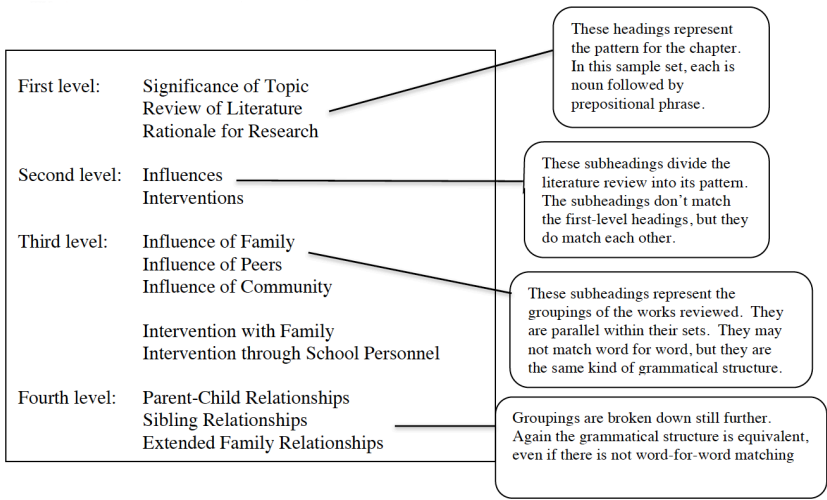 These headings represent
the pattern for the chapter.
In this sample set, each is
noun followed by
prepositional phrase.
First level: Significance of Topic
Review of Literature
Rationale for Research
Second level: Influences
Interventions
These subheadings divide the
literature review into its pattern.
The subheadings don’t match
the first-level headings, but they
do match each other.
Third level: Influence of Family
Influence of Peers
Influence of Community
Intervention with Family
Intervention through School Personnel
These subheadings represent the
groupings of the works reviewed. They
are parallel within their sets. They may
not match word for word, but they are
the same kind of grammatical structure.
Fourth level: Parent-Child Relationships
Sibling Relationships
Extended Family Relationships
Groupings are broken down still further.
Again the grammatical structure is equivalent,
even if there is not word-for-word matching